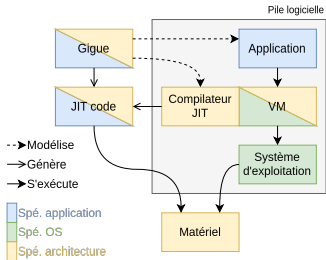 Pile logicielle
Gigue
Application
JIT code
Compilateur
JIT
VM
Système
d'exploitation
Modélise
Génère
S'exécute
Matériel
Spé. application
Spé. OS
Spé. architecture